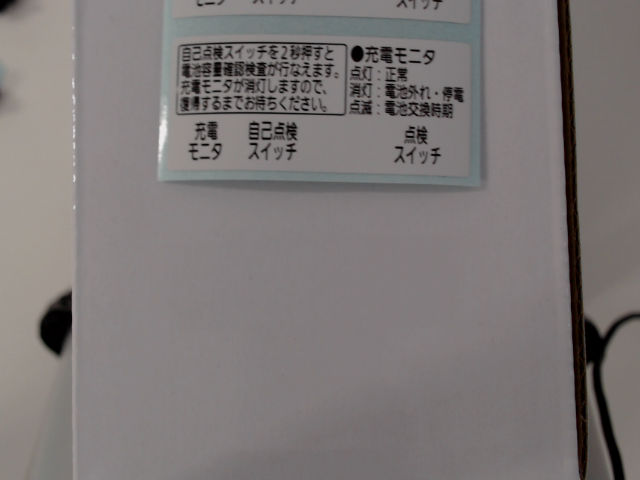 モニタ スイッチ スイッチ
自己点検スイッチを2秒押すと
電池容量確認検査が行なえます。
充電モニタが消灯しますので、
復帰するまでお待ちください。
●充電モニタ
点灯:正常
消灯:電池外れ・停電
点滅:電池交換時期
充電 自己点検 点検
モニタ スイッチ スイッチ